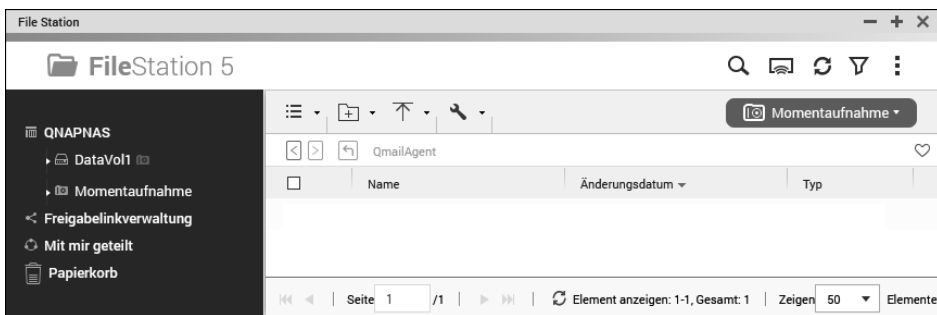 File Station
FileStation 5
QNAPNAS
DataVol1
Momentaufnahme
Freigabelinkverwaltung
Mit mir geteilt
Papierkorb
Momentaufnahme
QmailAgent
Name Änderungsdatum Typ
Seite 1 /1 Element anzeigen: 1-1, Gesamt: 1 Zeigen 50 Elemente